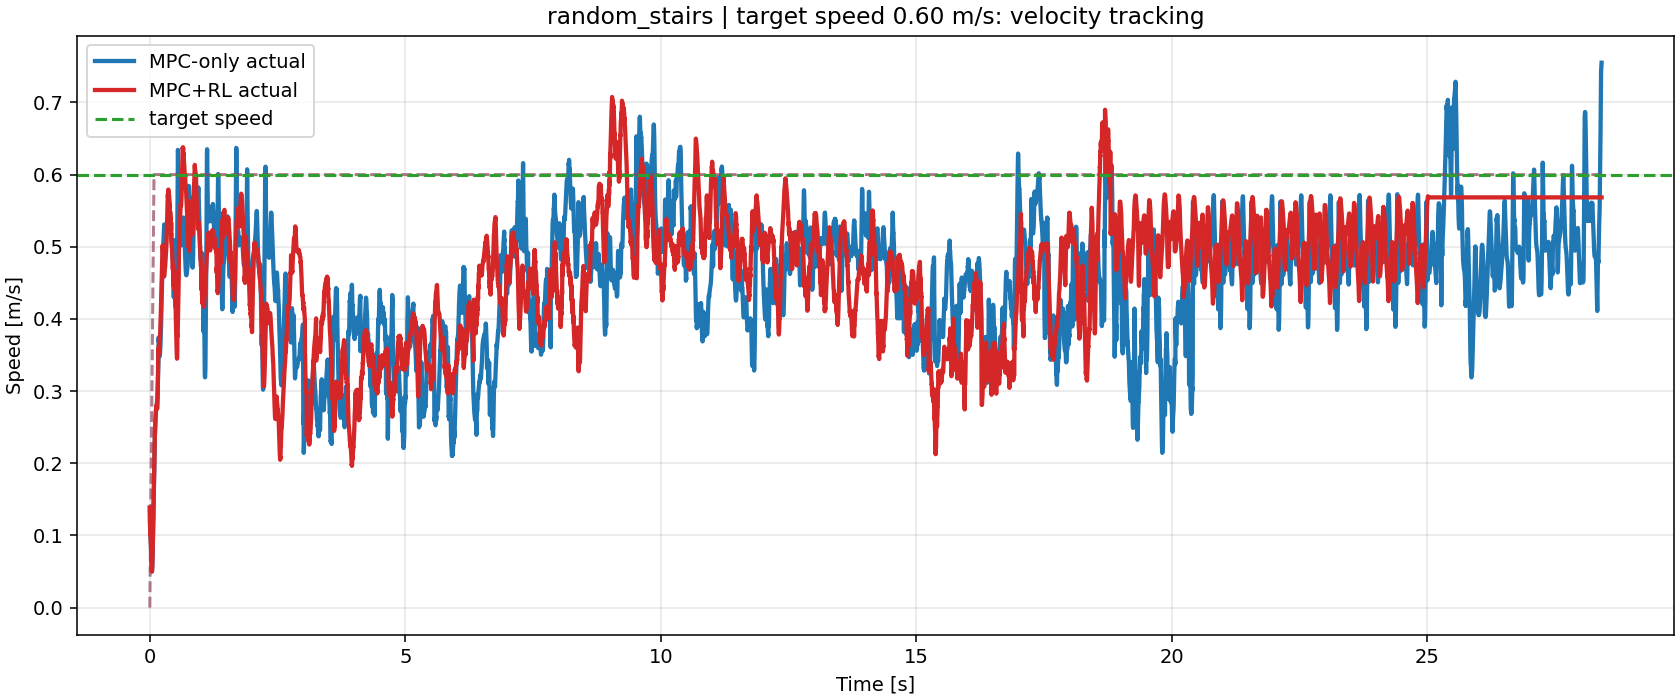 random_stairs | target speed 0.60 m/s: velocity tracking
MPC-only actual
MPC+RL actual
target speed
Speed [m/s]
0.7
0.6
0.5
0.4
0.3
0.2
0.1
0.0
0 5 10 15 20 25
Time [s]